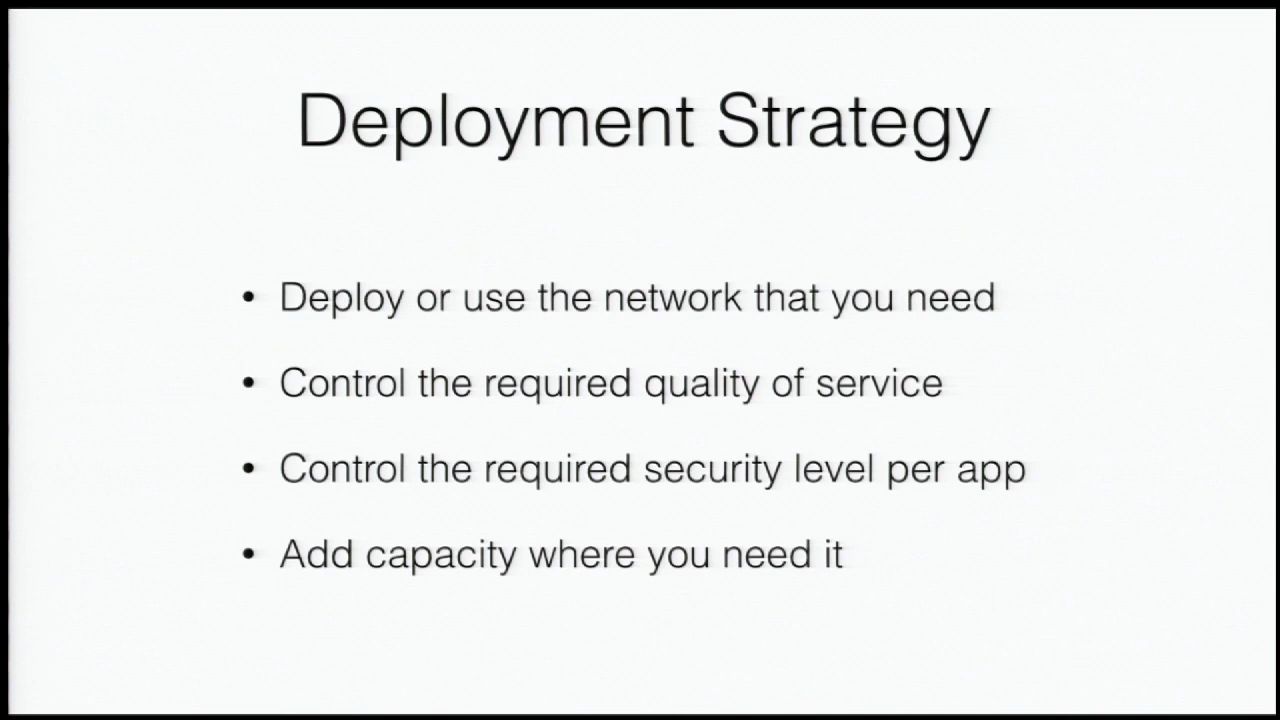 Deployment Strategy
• Deploy or use the network that you need
• Control the required quality of service
• Control the required security level per app
• Add capacity where you need it